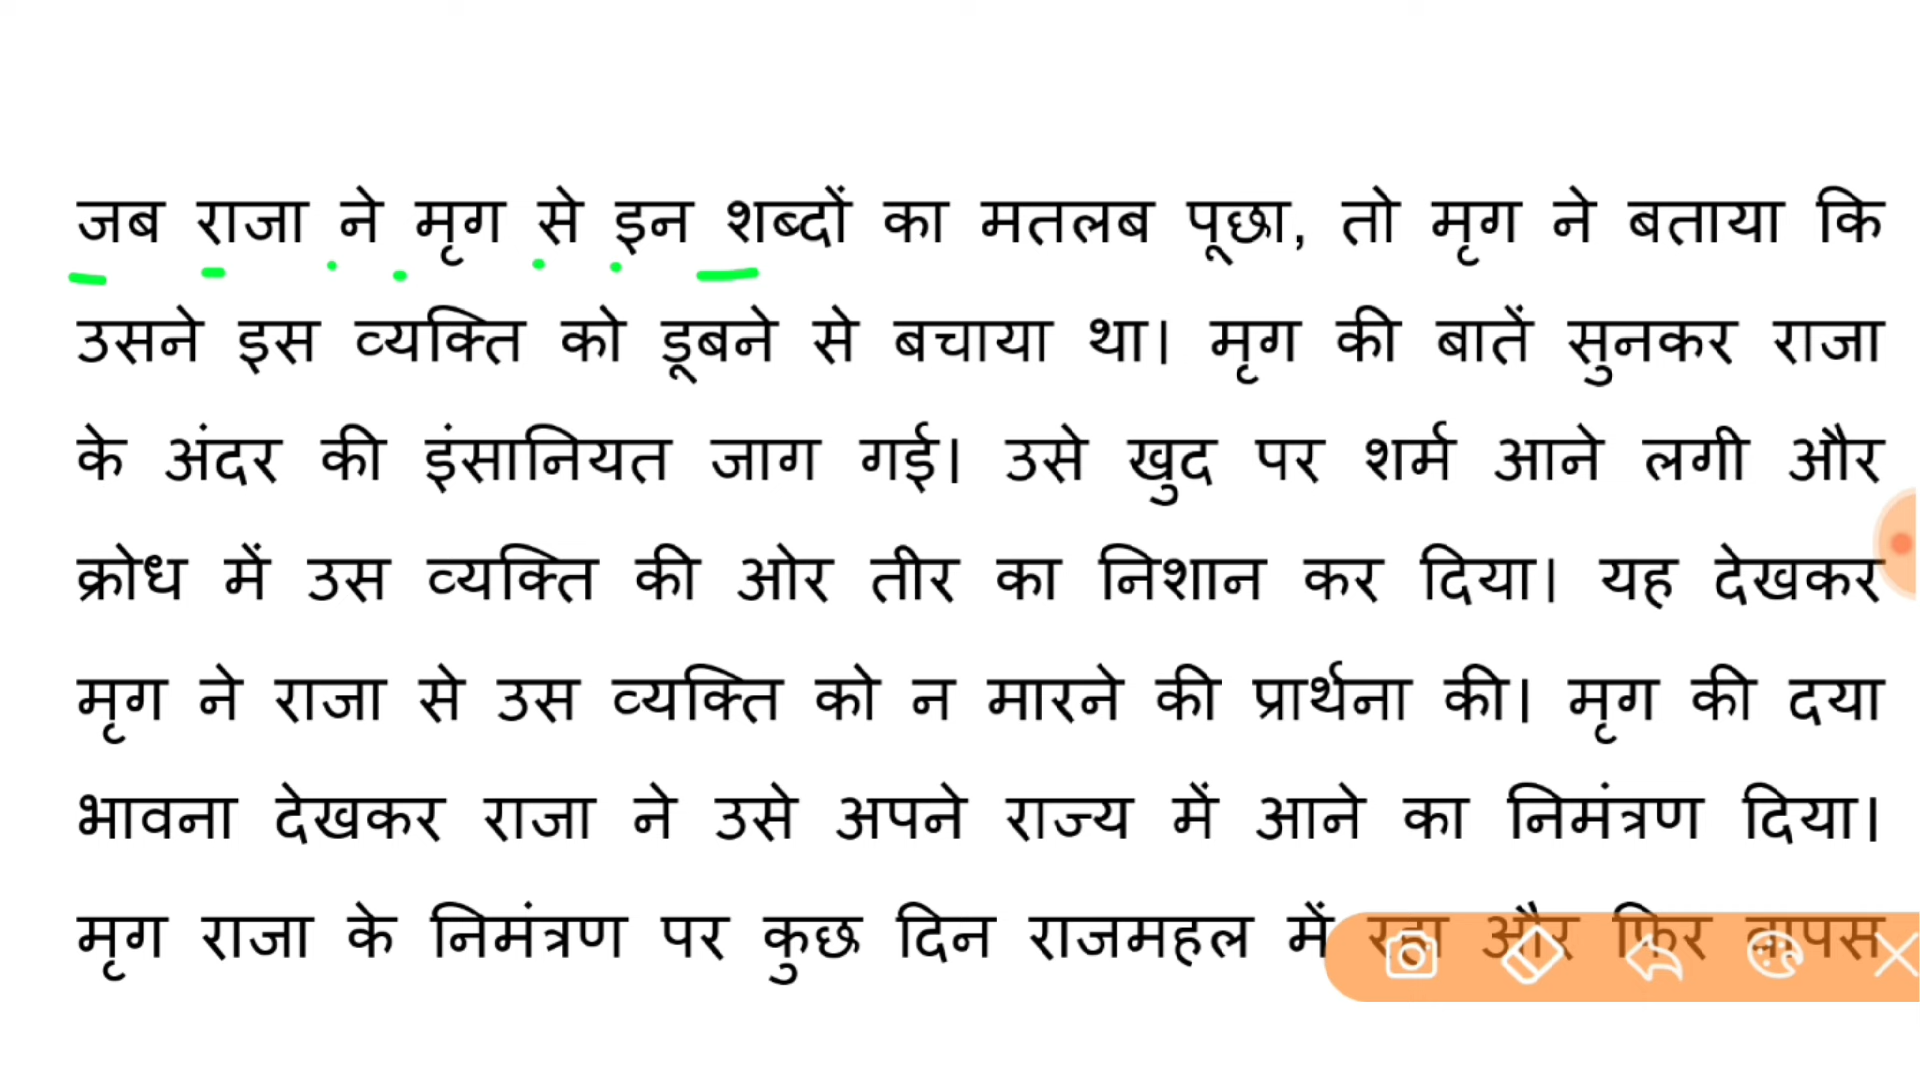 जब राजा ने मृग से इन शब्दों का मतलब पूछा, तो मृग ने बताया कि
उसने इस व्यक्ति को डूबने से बचाया था। मृग की बातें सुनकर राजा
के अंदर की इंसानियत जाग गई। उसे खुद पर शर्म आने लगी और
क्रोध में उस व्यक्ति की ओर तीर का निशान कर दिया। यह देखकर
मृग ने राजा से उस व्यक्ति को न मारने की प्रार्थना की। मृग की दया
भावना देखकर राजा ने उसे अपने राज्य में आने का निमंत्रण दिया।
मृग राजा के निमंत्रण पर कुछ दिन राजमहल में रहा और फिर वापस